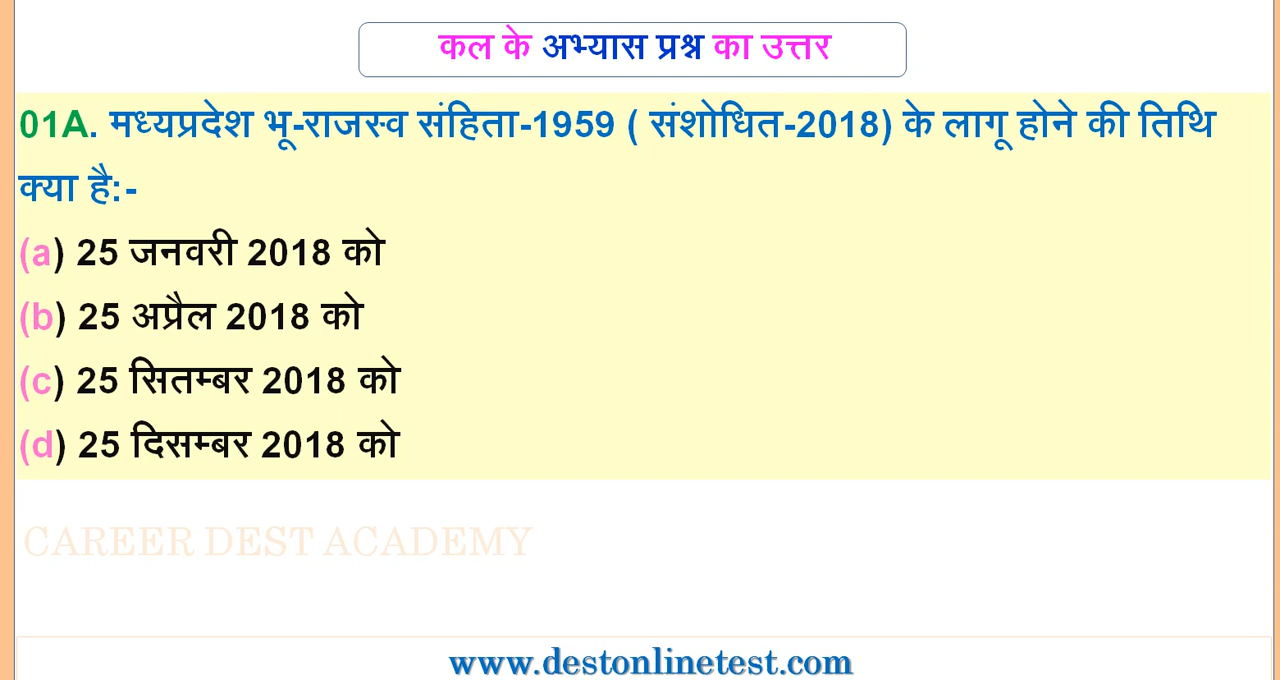 कल के अभ्यास प्रश्न का उत्तर
01A. मध्यप्रदेश भू-राजस्व संहिता-1959 ( संशोधित-2018) के लागू होने की तिथि
क्या है:-
(a) 25 जनवरी 2018 को
(b) 25 अप्रैल 2018 को
(c) 25 सितम्बर 2018 को
(d) 25 दिसम्बर 2018 को
CAREER DEST ACADEMY
www.destonlinetest.com